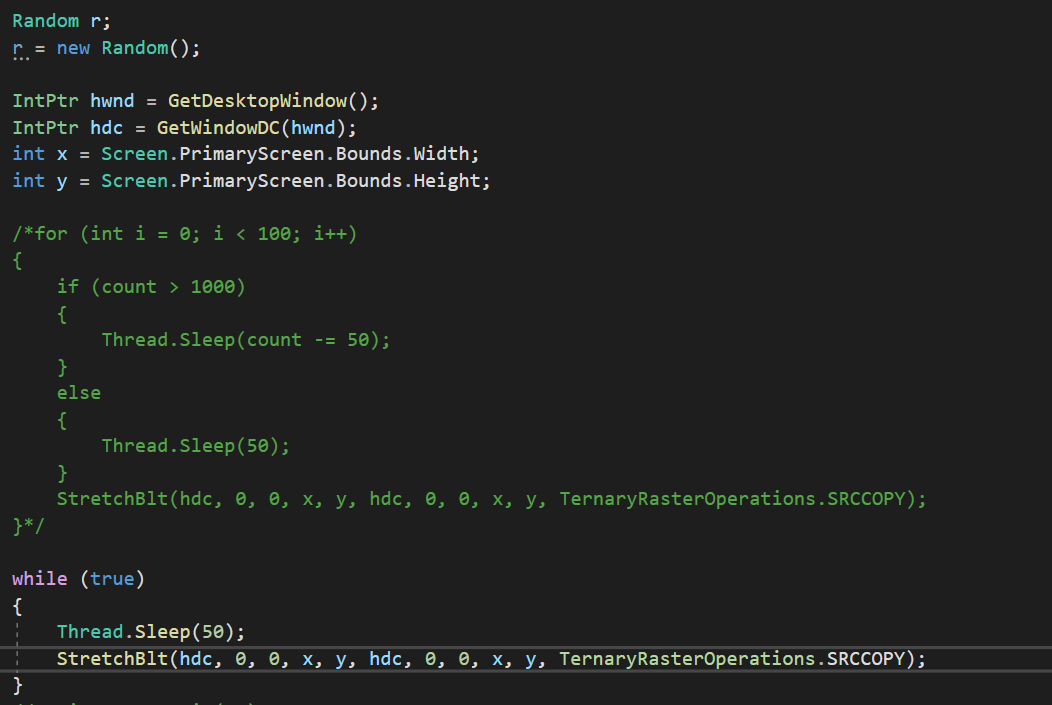 Random r;
r = new Random();
IntPtr hwnd = GetDesktopWindow();
IntPtr hdc = GetWindowDC(hwnd);
int x = Screen.PrimaryScreen.Bounds.Width;
int y = Screen.PrimaryScreen.Bounds.Height;
/*for (int i = 0; i < 100; i++)
{
    if (count > 1000)
    {
        Thread.Sleep(count -= 50);
    }
    else
    {
        Thread.Sleep(50);
    }
    StretchBlt(hdc, 0, 0, x, y, hdc, 0, 0, x, y, TernaryRasterOperations.SRCCOPY);
}*/
while (true)
{
    Thread.Sleep(50);
    StretchBlt(hdc, 0, 0, x, y, hdc, 0, 0, x, y, TernaryRasterOperations.SRCCOPY);
}